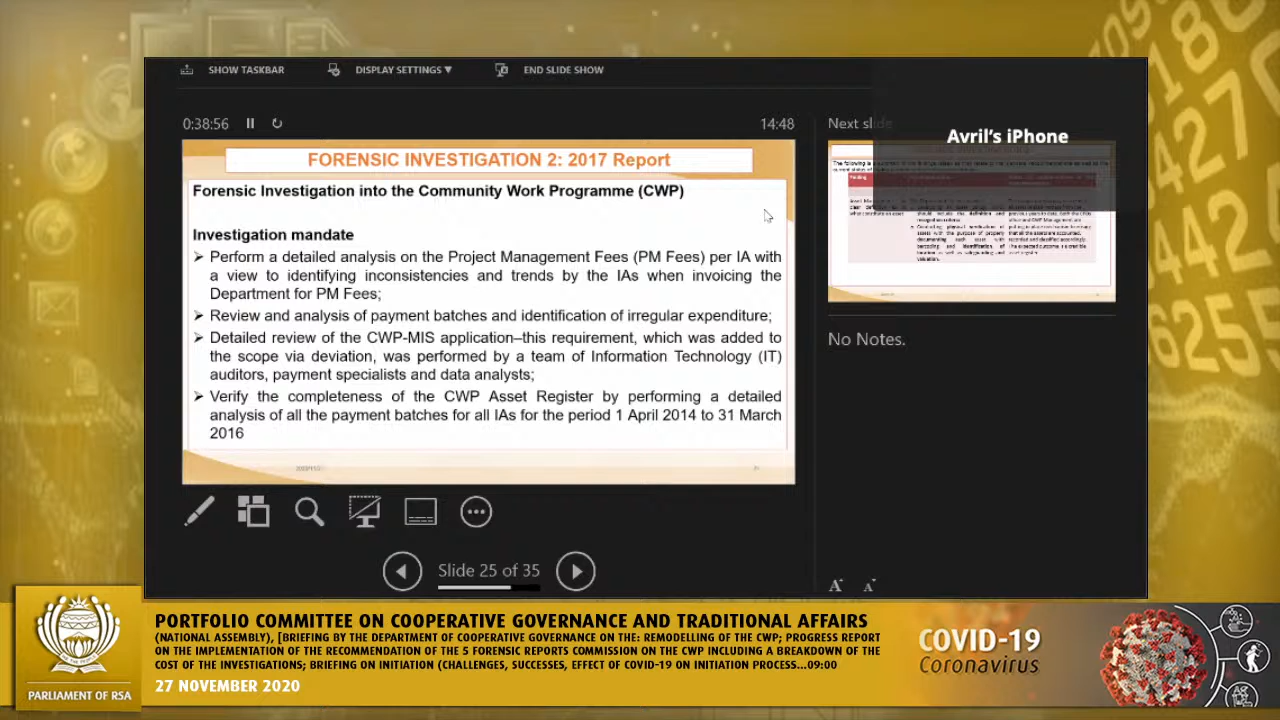 SHOW TASKBAR
DISPLAY SETTINGS ▼
END SLIDE SHOW
0:38:56
14:48
Next
Avril's iPhone
FORENSIC INVESTIGATION 2: 2017 Report
Forensic Investigation into the Community Work Programme (CWP)
Investigation mandate
➢ Perform a detailed analysis on the Project Management Fees (PM Fees) per IA with
a view to identifying inconsistencies and trends by the IAs when invoicing the
Department for PM Fees;
➢ Review and analysis of payment batches and identification of irregular expenditure;
➢ Detailed review of the CWP-MIS application–this requirement, which was added to
the scope via deviation, was performed by a team of Information Technology (IT)
auditors, payment specialists and data analysts;
➢ Verify the completeness of the CWP Asset Register by performing a detailed
analysis of all the payment batches for all IAs for the period 1 April 2014 to 31 March
2016
No Notes.
Slide 25 of 35
A A
PARLIAMENT OF RSA
PORTFOLIO COMMITTEE ON COOPERATIVE GOVERNANCE AND TRADITIONAL AFFAIRS
(NATIONAL ASSEMBLY), [BRIEFING BY THE DEPARTMENT OF COOPERATIVE GOVERNANCE ON THE: REMODELLING OF THE CWP; PROGRESS REPORT
ON THE IMPLEMENTATION OF THE RECOMMENDATION OF THE 5 FORENSIC REPORTS COMMISSION ON THE CWP INCLUDING A BREAKDOWN OF THE
COST OF THE INVESTIGATIONS; BRIEFING ON INITIATION (CHALLENGES, SUCCESSES, EFFECT OF COVID-19 ON INITIATION PROCESS...09:00
27 NOVEMBER 2020
COVID-19
Coronavirus